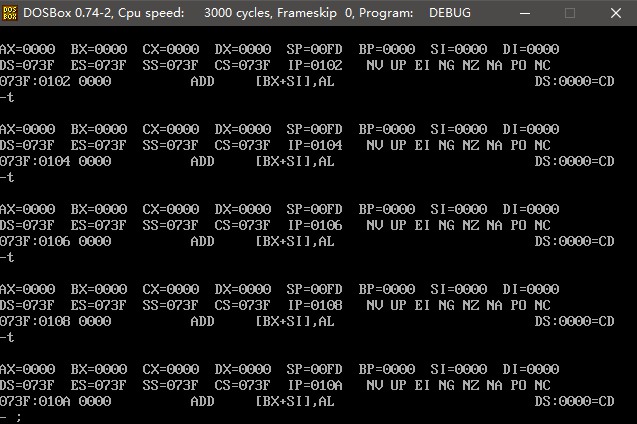 DOSBox 0.74-2, Cpu speed: 3000 cycles, Frameskip 0, Program: DEBUG
AX=0000 BX=0000 CX=0000 DX=0000 SP=00FD BP=0000 SI=0000 DI=0000
DS=073F ES=073F SS=073F CS=073F IP=0102 NV UP EI NG NZ NA PO NC
073F:0102 0000 ADD [BX+SI],AL DS:0000=CD
-t
AX=0000 BX=0000 CX=0000 DX=0000 SP=00FD BP=0000 SI=0000 DI=0000
DS=073F ES=073F SS=073F CS=073F IP=0104 NV UP EI NG NZ NA PO NC
073F:0104 0000 ADD [BX+SI],AL DS:0000=CD
-t
AX=0000 BX=0000 CX=0000 DX=0000 SP=00FD BP=0000 SI=0000 DI=0000
DS=073F ES=073F SS=073F CS=073F IP=0106 NV UP EI NG NZ NA PO NC
073F:0106 0000 ADD [BX+SI],AL DS:0000=CD
-t
AX=0000 BX=0000 CX=0000 DX=0000 SP=00FD BP=0000 SI=0000 DI=0000
DS=073F ES=073F SS=073F CS=073F IP=0108 NV UP EI NG NZ NA PO NC
073F:0108 0000 ADD [BX+SI],AL DS:0000=CD
-t
AX=0000 BX=0000 CX=0000 DX=0000 SP=00FD BP=0000 SI=0000 DI=0000
DS=073F ES=073F SS=073F CS=073F IP=010A NV UP EI NG NZ NA PO NC
073F:010A 0000 ADD [BX+SI],AL DS:0000=CD
- ;